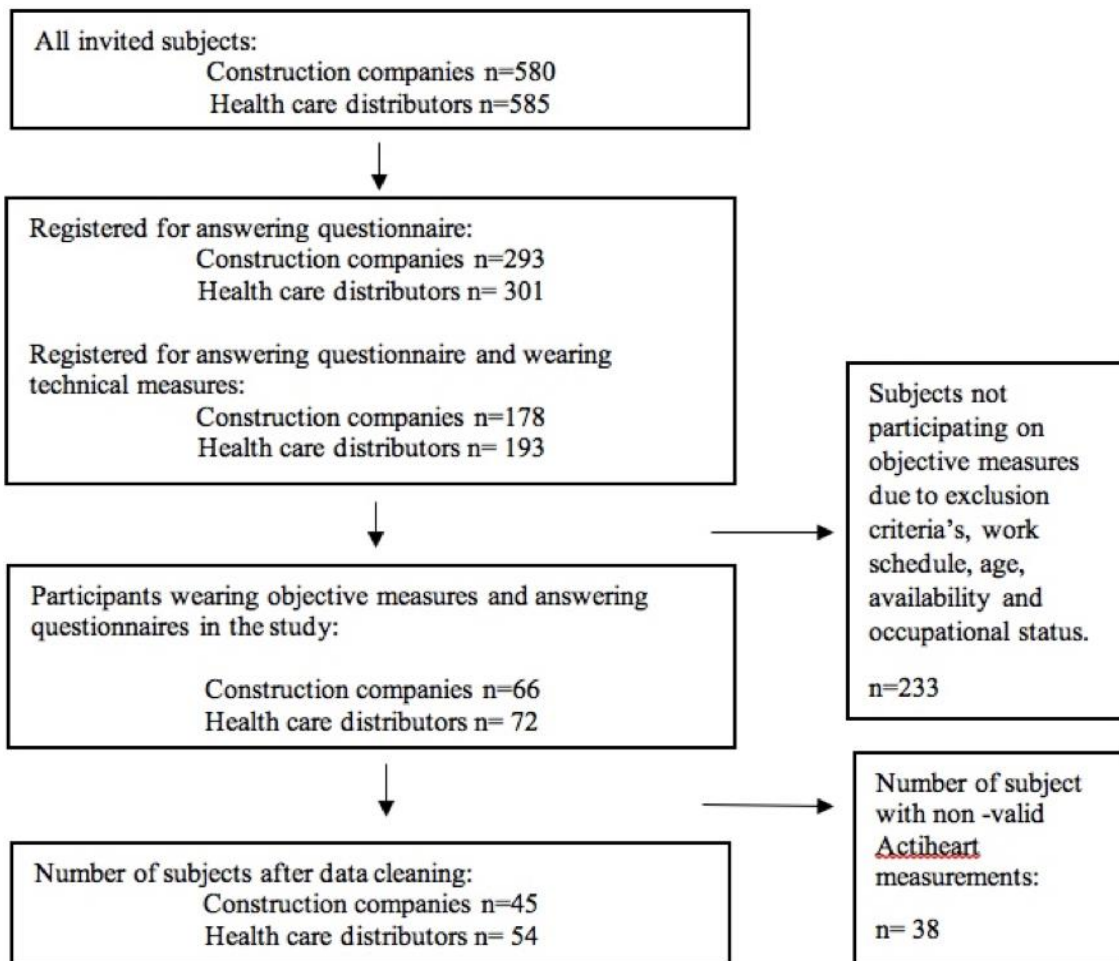 All invited subjects:
Construction companies n=580
Health care distributors n=585
Registered for answering questionnaire:
Construction companies n=293
Health care distributors n= 301
Registered for answering questionnaire and wearing
technical measures:
Construction companies n=178
Health care distributors n= 193
Subjects not
participating on
objective measures
due to exclusion
criteria's, work
schedule, age,
availability and
occupational status.
n=233
Participants wearing objective measures and answering
questionnaires in the study:
Construction companies n=66
Health care distributors n= 72
Number of subject
with non -valid
Actiheart
measurements:
n= 38
Number of subjects after data cleaning:
Construction companies n=45
Health care distributors n= 54